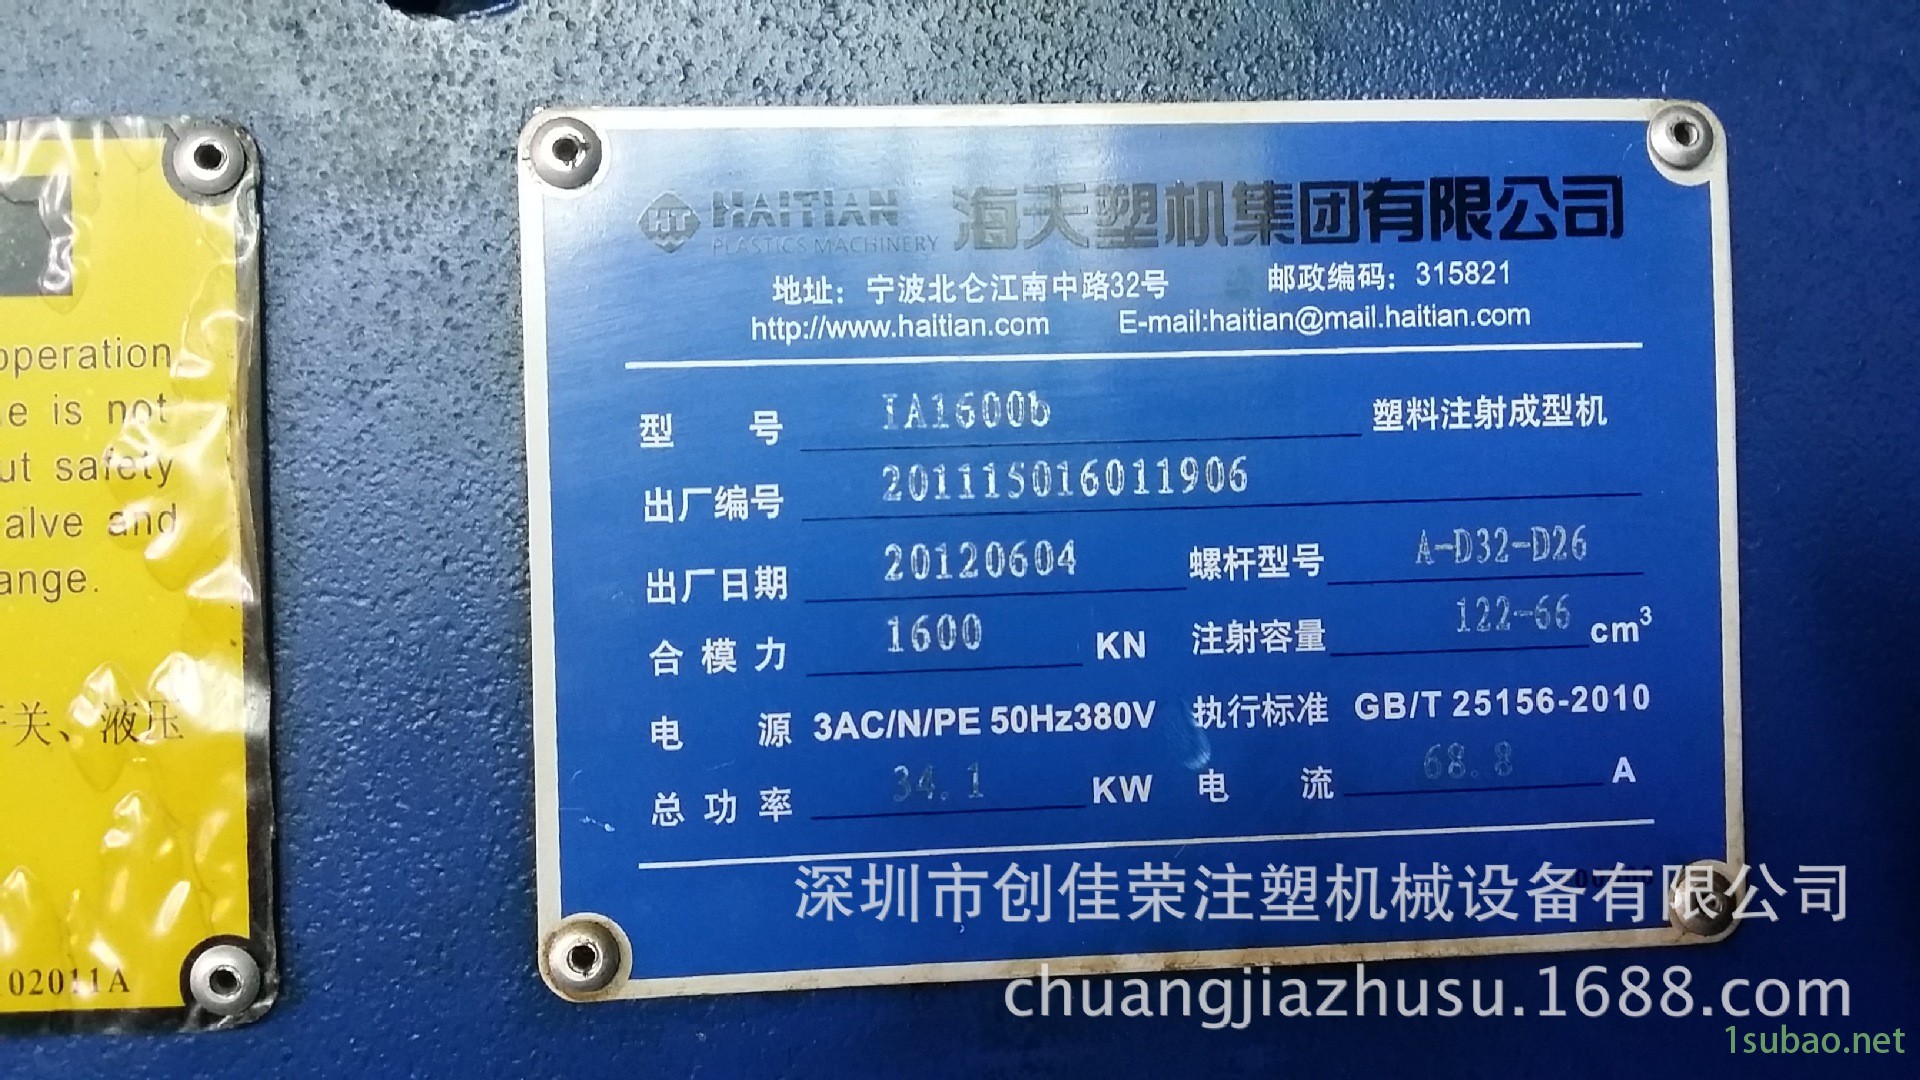 operation
e is not
ut safety
alve and
ange.
开关、液压
02011A
HT HAITIAN 海天塑机集团有限公司
PLASTICS MACHINERY
地址：宁波北仑江南中路32号 邮政编码：315821
http://www.haitian.com E-mail:haitian@mail.haitian.com
型号 IA1600b 塑料注射成型机
出厂编号 201115016011906
出厂日期 20120604 螺杆型号 A-D32-D26
合模力 1600 KN 注射容量 122-66 cm³
电源 3AC/N/PE 50Hz380V 执行标准 GB/T 25156-2010
总功率 34.1 KW 电流 68.8 A
深圳市创佳荣注塑机械设备有限公司
chuangjiazhusu.1688.com
1subao.net